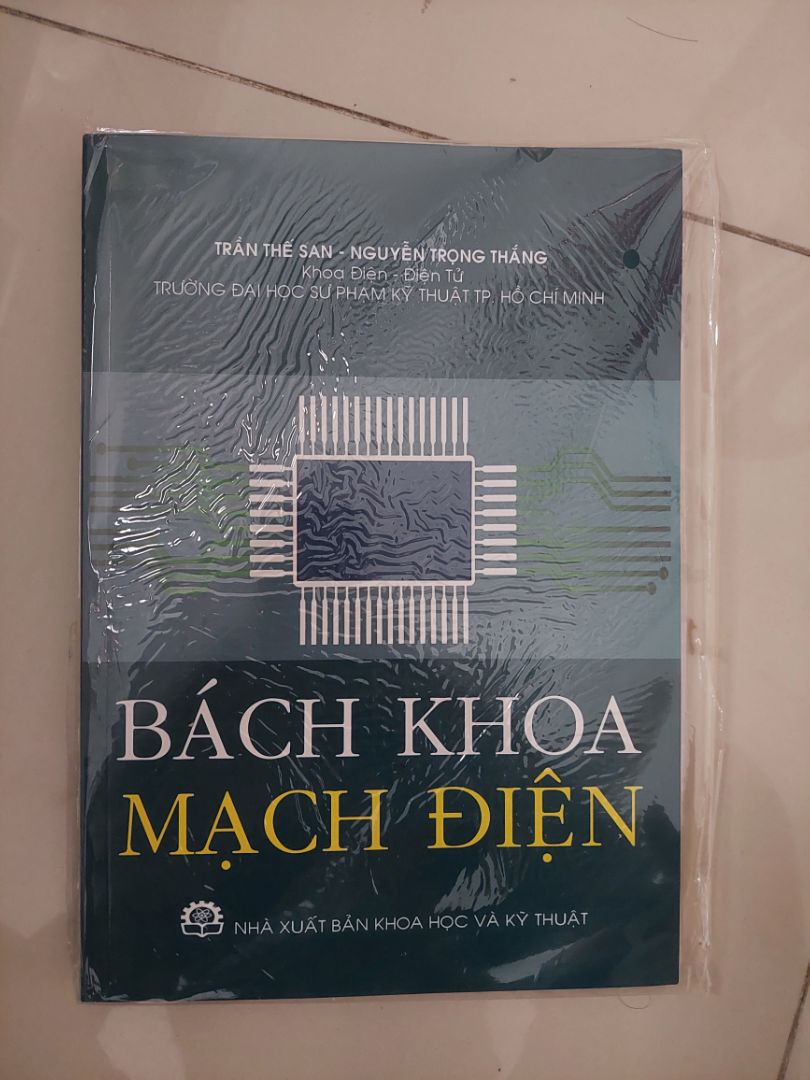 TRẦN THẾ SAN - NGUYỄN TRỌNG THẮNG
Khoa Điện - Điện Tử
TRƯỜNG ĐẠI HỌC SƯ PHẠM KỸ THUẬT TP. HỒ CHÍ MINH
BÁCH KHOA
MẠCH ĐIỆN
NHÀ XUẤT BẢN KHOA HỌC VÀ KỸ THUẬT